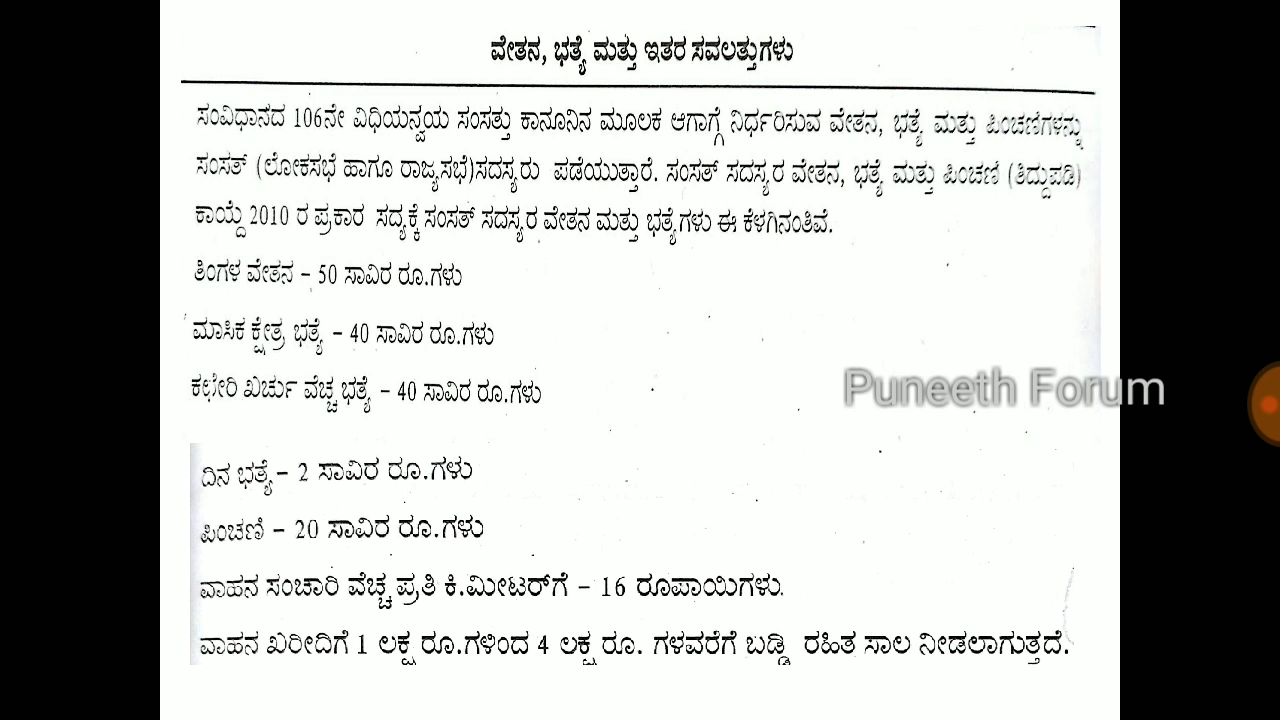 ವೇತನ, ಭತ್ಯೆ ಮತ್ತು ಇತರ ಸವಲತ್ತುಗಳು
ಸಂವಿಧಾನದ 106ನೇ ವಿಧಿಯನ್ವಯ ಸಂಸತ್ತು ಕಾನೂನಿನ ಮೂಲಕ ಆಗಾಗ್ಗೆ ನಿರ್ಧರಿಸುವ ವೇತನ, ಭತ್ಯೆ ಮತ್ತು ಪಿಂಚಣಿಗಳನ್ನು
ಸಂಸತ್ (ಲೋಕಸಭೆ ಹಾಗೂ ರಾಜ್ಯಸಭೆ)ಸದಸ್ಯರು ಪಡೆಯುತ್ತಾರೆ. ಸಂಸತ್ ಸದಸ್ಯರ ವೇತನ, ಭತ್ಯೆ ಮತ್ತು ಪಿಂಚಣಿ (ತಿದ್ದುಪಡಿ)
ಕಾಯ್ದೆ 2010 ರ ಪ್ರಕಾರ ಸದ್ಯಕ್ಕೆ ಸಂಸತ್ ಸದಸ್ಯರ ವೇತನ ಮತ್ತು ಭತ್ಯೆಗಳು ಈ ಕೆಳಗಿನಂತಿವೆ.
ತಿಂಗಳ ವೇತನ – 50 ಸಾವಿರ ರೂ.ಗಳು
ಮಾಸಿಕ ಕ್ಷೇತ್ರ ಭತ್ಯೆ – 40 ಸಾವಿರ ರೂ.ಗಳು
ಕಛೇರಿ ಖರ್ಚು ವೆಚ್ಚ ಭತ್ಯೆ – 40 ಸಾವಿರ ರೂ.ಗಳು
Puneeth Forum
ದಿನ ಭತ್ಯೆ – 2 ಸಾವಿರ ರೂ.ಗಳು
ಪಿಂಚಣಿ – 20 ಸಾವಿರ ರೂ.ಗಳು
ವಾಹನ ಸಂಚಾರಿ ವೆಚ್ಚ ಪ್ರತಿ ಕಿ.ಮೀಟರ್‌ಗೆ – 16 ರೂಪಾಯಿಗಳು.
ವಾಹನ ಖರೀದಿಗೆ 1 ಲಕ್ಷ ರೂ.ಗಳಿಂದ 4 ಲಕ್ಷ ರೂ. ಗಳವರೆಗೆ ಬಡ್ಡಿ ರಹಿತ ಸಾಲ ನೀಡಲಾಗುತ್ತದೆ.